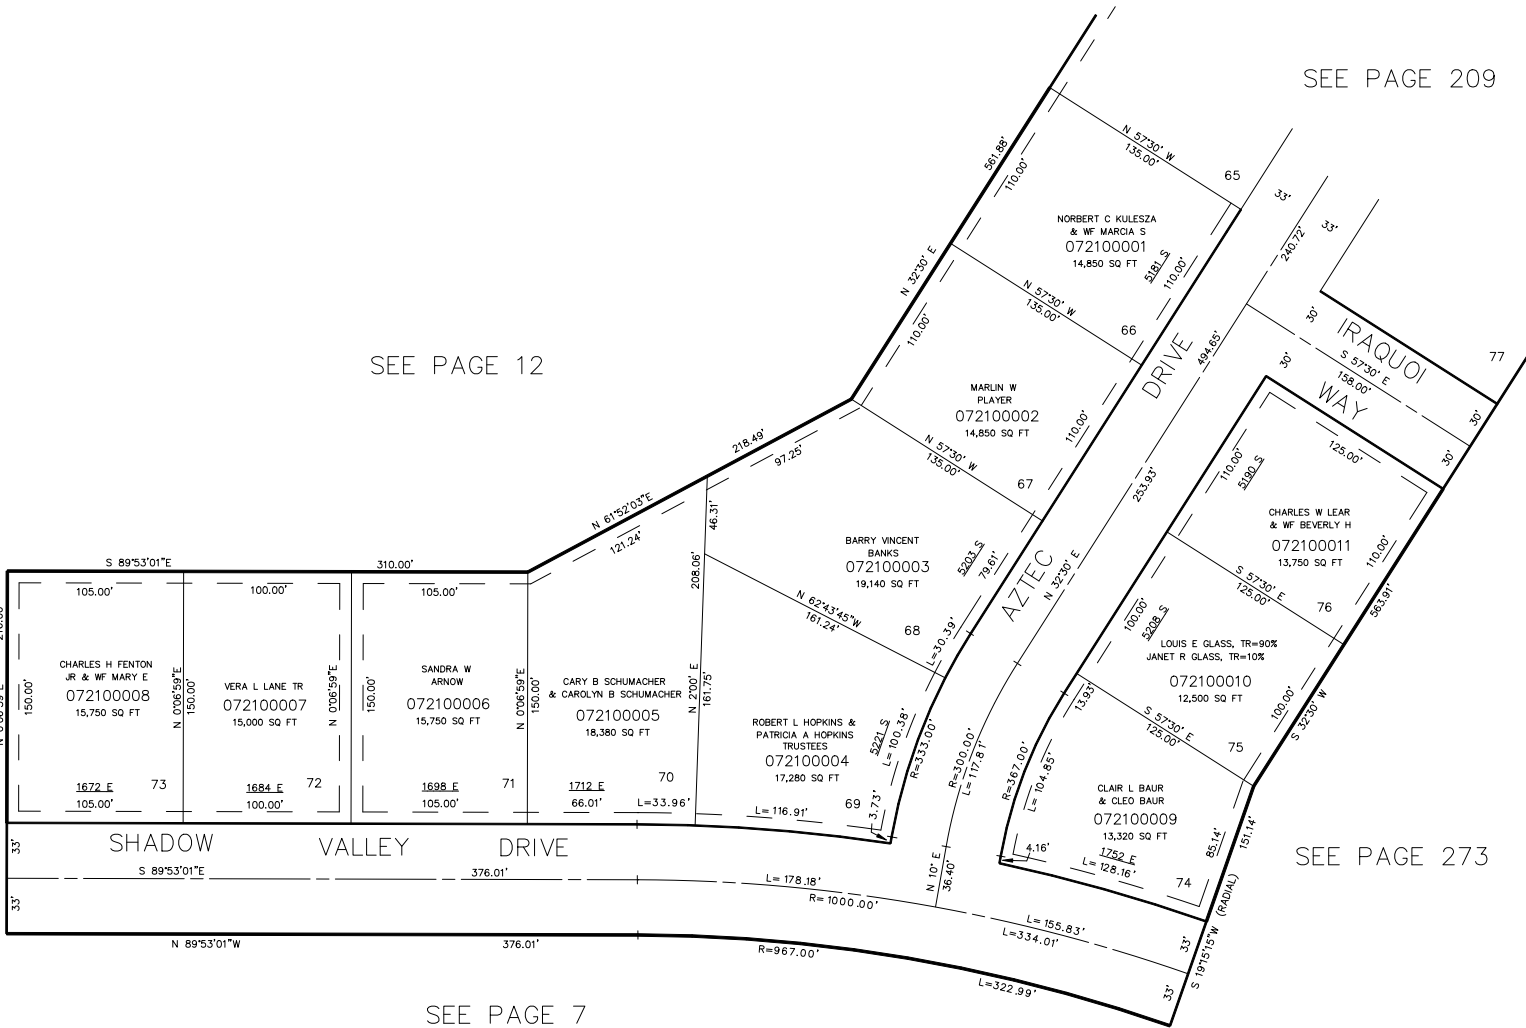 SEE PAGE 209
SEE PAGE 12
SEE PAGE 273
SEE PAGE 7
561.88'
N 32°30' E
N 57°30' W
135.00'
65
110.00'
NORBERT C KULESZA
& WF MARCIA S
072100001
14,850 SQ FT
5181 S
110.00'
N 57°30' W
135.00'
66
110.00'
MARLIN W
PLAYER
072100002
14,850 SQ FT
110.00'
N 57°30' W
135.00'
67
218.49'
97.25'
N 61°52'03"E
121.24'
46.31'
208.06'
BARRY VINCENT
BANKS
072100003
19,140 SQ FT
5203 S
79.61'
N 62°43'45"W
161.24'
68
L=30.39'
ROBERT L HOPKINS &
PATRICIA A HOPKINS
TRUSTEES
072100004
17,280 SQ FT
5221 S
L=100.38'
R=333.00'
69
L=116.91'
3.73'
N 2°00' E
161.75'
CARY B SCHUMACHER
& CAROLYN B SCHUMACHER
072100005
18,380 SQ FT
70
1712 E
66.01'
L=33.96'
S 89°53'01"E
310.00'
105.00'
100.00'
105.00'
SANDRA W
ARNOW
072100006
15,750 SQ FT
150.00'
N 0°06'59"E
150.00'
1698 E
71
105.00'
VERA L LANE TR
072100007
15,000 SQ FT
N 0°06'59"E
1684 E
72
100.00'
N 0°06'59"E
150.00'
CHARLES H FENTON
JR & WF MARY E
072100008
15,750 SQ FT
150.00'
1672 E
73
105.00'
SHADOW VALLEY DRIVE
33'
33'
S 89°53'01"E
376.01'
L=178.18'
R=1000.00'
L=155.83'
L=334.01'
N 89°53'01"W
376.01'
R=967.00'
L=322.99'
33'
33'
S 19°15'15"W (RADIAL)
AZTEC DRIVE
33'
33'
240.72'
494.65'
253.93'
N 32°30' E
R=300.00'
L=117.81'
N 10° E
36.40'
IRAQUOI WAY
30'
30'
S 57°30' E
158.00'
30'
30'
77
125.00'
110.00'
5190 S
CHARLES W LEAR
& WF BEVERLY H
072100011
13,750 SQ FT
110.00'
563.91'
S 32°30' W
S 57°30' E
125.00'
76
100.00'
5208 S
LOUIS E GLASS, TR=90%
JANET R GLASS, TR=10%
072100010
12,500 SQ FT
100.00'
S 57°30' E
125.00'
75
13.93'
R=367.00'
L=104.85'
CLAIR L BAUR
& CLEO BAUR
072100009
13,320 SQ FT
1752 E
4.16'
L=128.16'
74
85.14'
151.14'